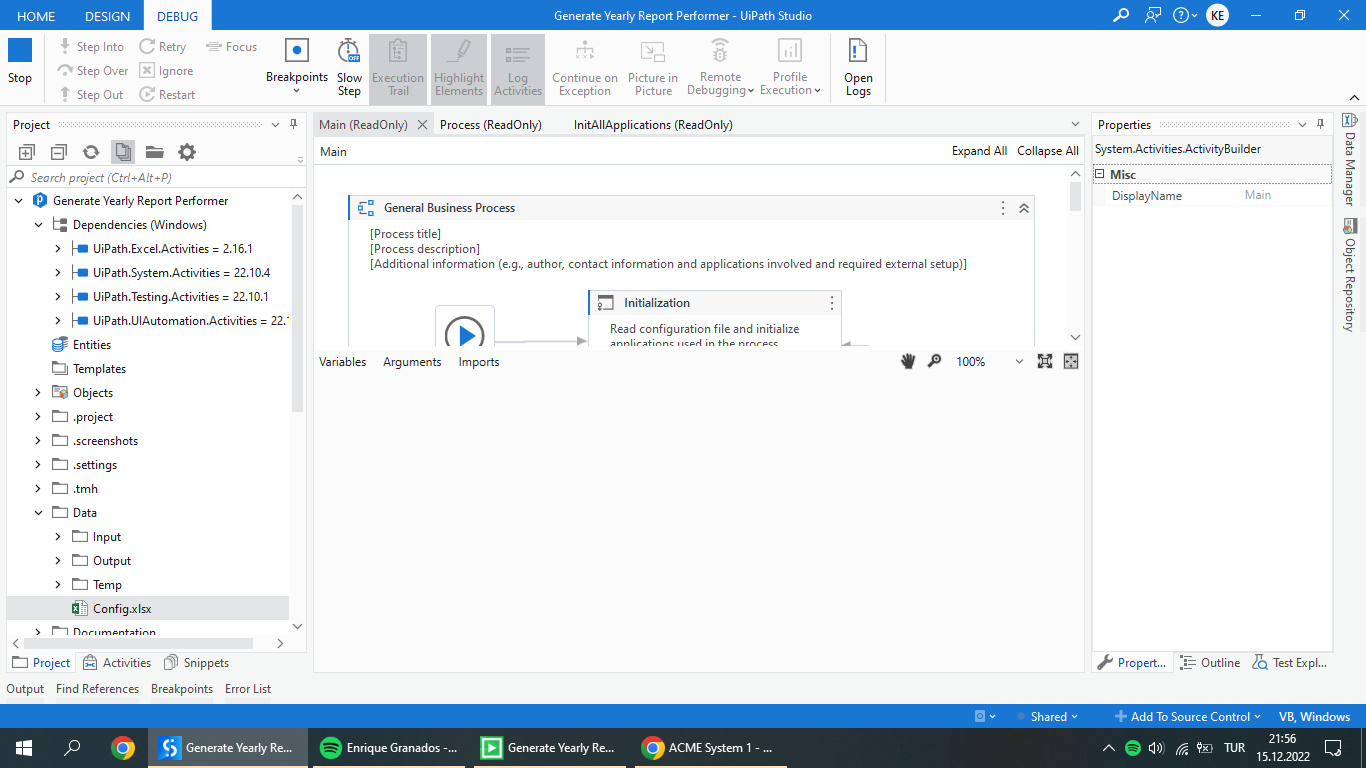 HOME DESIGN DEBUG Generate Yearly Report Performer - UiPath Studio KE
Stop
Step Into Retry Focus
Step Over Ignore
Step Out Restart
Breakpoints
Slow Step
Execution Trail
Highlight Elements
Log Activities
Continue on Exception
Picture in Picture
Remote Debugging
Profile Execution
Open Logs
Project
Search project (Ctrl+Alt+P)
Generate Yearly Report Performer
Dependencies (Windows)
UiPath.Excel.Activities = 2.16.1
UiPath.System.Activities = 22.10.4
UiPath.Testing.Activities = 22.10.1
UiPath.UIAutomation.Activities = 22.1
Entities
Templates
Objects
.project
.screenshots
.settings
.tmh
Data
Input
Output
Temp
Config.xlsx
Documentation
Project Activities Snippets
Main (ReadOnly) Process (ReadOnly) InitAllApplications (ReadOnly)
Main Expand All Collapse All
General Business Process
[Process title]
[Process description]
[Additional information (e.g., author, contact information and applications involved and required external setup)]
Initialization
Read configuration file and initialize
applications used in the process
Variables Arguments Imports 100%
Properties
System.Activities.ActivityBuilder
Misc
DisplayName Main
Propert... Outline Test Expl...
Data Manager
Object Repository
Output Find References Breakpoints Error List
Shared Add To Source Control VB, Windows
Generate Yearly Re... Enrique Granados -... Generate Yearly Re... ACME System 1 - ... TUR
21:56
15.12.2022